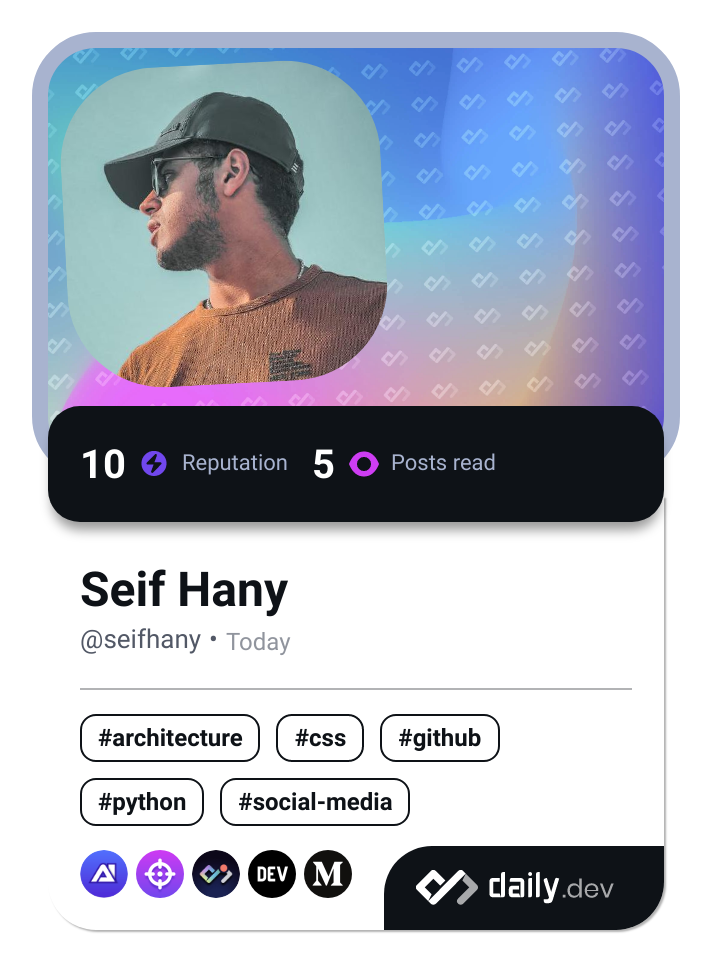 10 Reputation 5 Posts read
Seif Hany
@seifhany • Today
#architecture #css #github
#python #social-media
DEV M
daily.dev